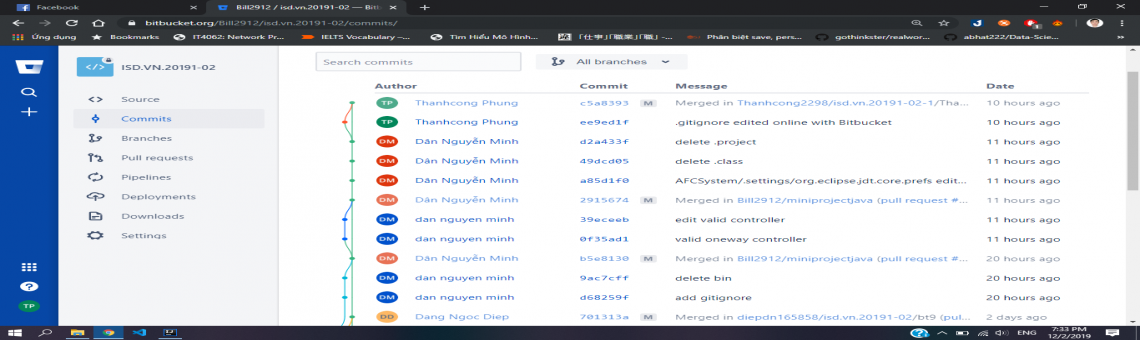 Facebook
Bill2912 / isd.vn.20191-02 — Bit
bitbucket.org/Bill2912/isd.vn.20191-02/commits/
Ứng dụng
Bookmarks
IT4062: Network Pr...
IELTS Vocabulary –...
Tìm Hiểu Mô Hình...
「仕事」「職業」「職」-...
Phân biệt save, pers...
gothinkster/realwor...
abhat222/Data-Scie...
ISD.VN.20191-02
Source
Commits
Branches
Pull requests
Pipelines
Deployments
Downloads
Settings
TP
Search commits
All branches
Author Commit Message Date
TP Thanhcong Phung c5a8393 M Merged in Thanhcong2298/isd.vn.20191-02-1/Tha... 10 hours ago
TP Thanhcong Phung ee9ed1f .gitignore edited online with Bitbucket 10 hours ago
DM Dân Nguyễn Minh d2a433f delete .project 11 hours ago
DM Dân Nguyễn Minh 49dcd05 delete .class 11 hours ago
DM Dân Nguyễn Minh a85d1f0 AFCSystem/.settings/org.eclipse.jdt.core.prefs edit... 11 hours ago
DM Dân Nguyễn Minh 2915674 M Merged in Bill2912/miniprojectjava (pull request #... 11 hours ago
DM dan nguyen minh 39eceeb edit valid controller 11 hours ago
DM dan nguyen minh 0f35ad1 valid oneway controller 11 hours ago
DM Dân Nguyễn Minh b5e8130 M Merged in Bill2912/miniprojectjava (pull request #... 20 hours ago
DM dan nguyen minh 9ac7cff delete bin 20 hours ago
DM dan nguyen minh d68259f add gitignore 20 hours ago
DD Dang Ngoc Diep 701313a M Merged in diepdn165858/isd.vn.20191-02/bt9 (pul... 2 days ago
ENG
7:33 PM
12/2/2019